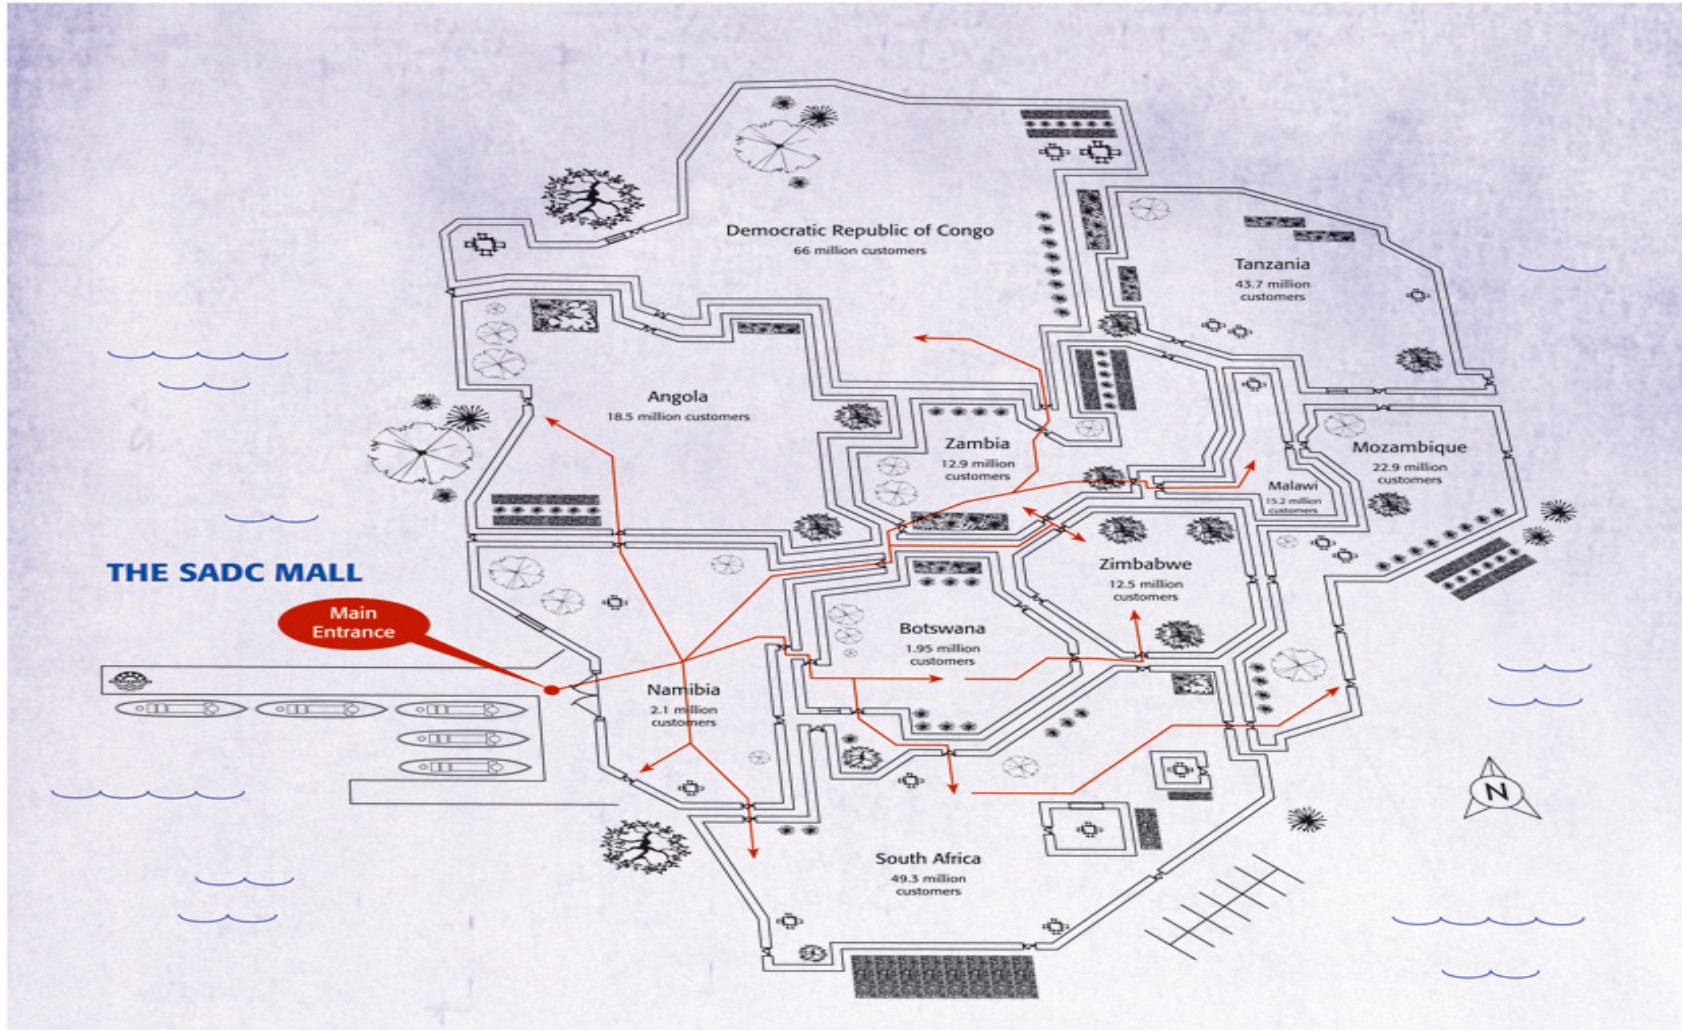 Democratic Republic of Congo
66 million customers
Tanzania
43.7 million
customers
Angola
18.5 million customers
Zambia
12.9 million
customers
Mozambique
22.9 million
customers
Malawi
15.2 million
customers
THE SADC MALL
Main
Entrance
Zimbabwe
12.5 million
customers
Botswana
1.95 million
customers
Namibia
2.1 million
customers
N
South Africa
49.3 million
customers